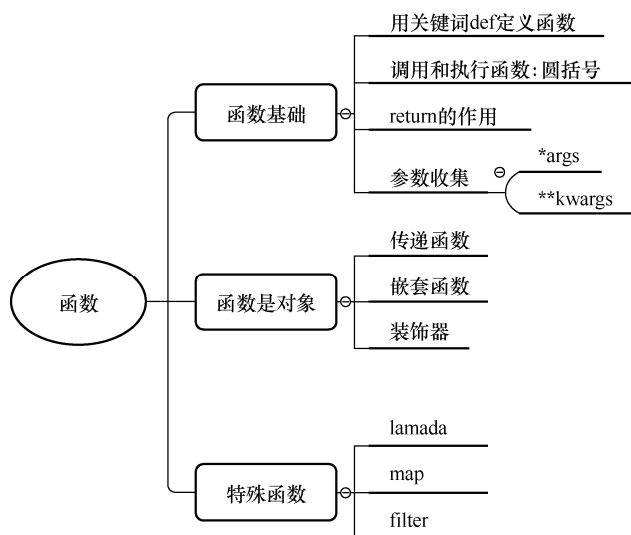 函数
函数基础
用关键词def定义函数
调用和执行函数:圆括号
return的作用
参数收集
*args
**kwargs
函数是对象
传递函数
嵌套函数
装饰器
特殊函数
lamada
map
filter